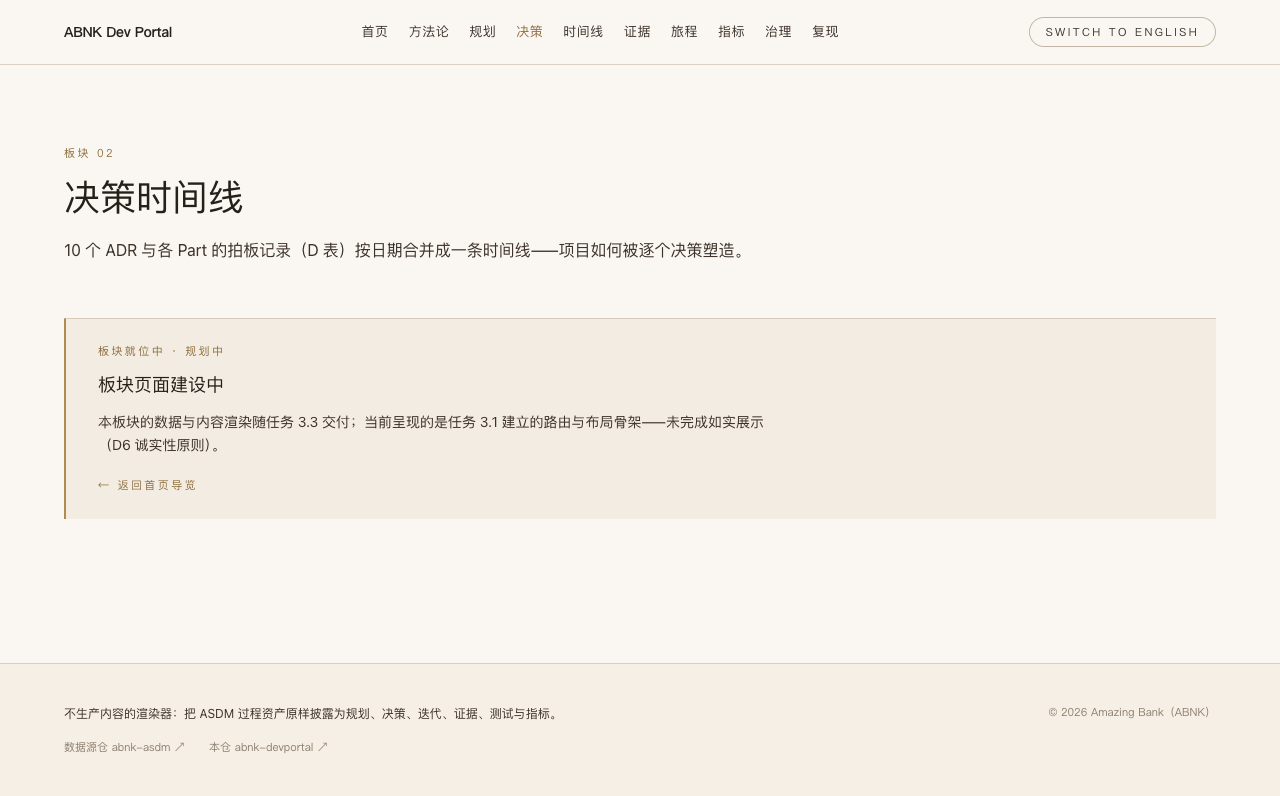 ABNK Dev Portal
首页 方法论 规划 决策 时间线 证据 旅程 指标 治理 复现
SWITCH TO ENGLISH
板块 02
决策时间线
10 个 ADR 与各 Part 的拍板记录（D 表）按日期合并成一条时间线——项目如何被逐个决策塑造。
板块就位中 · 规划中
板块页面建设中
本板块的数据与内容渲染随任务 3.3 交付；当前呈现的是任务 3.1 建立的路由与布局骨架——未完成如实展示
（D6 诚实性原则）。
← 返回首页导览
不生产内容的渲染器：把 ASDM 过程资产原样披露为规划、决策、迭代、证据、测试与指标。
© 2026 Amazing Bank（ABNK）
数据源仓 abnk-asdm ↗ 本仓 abnk-devportal ↗